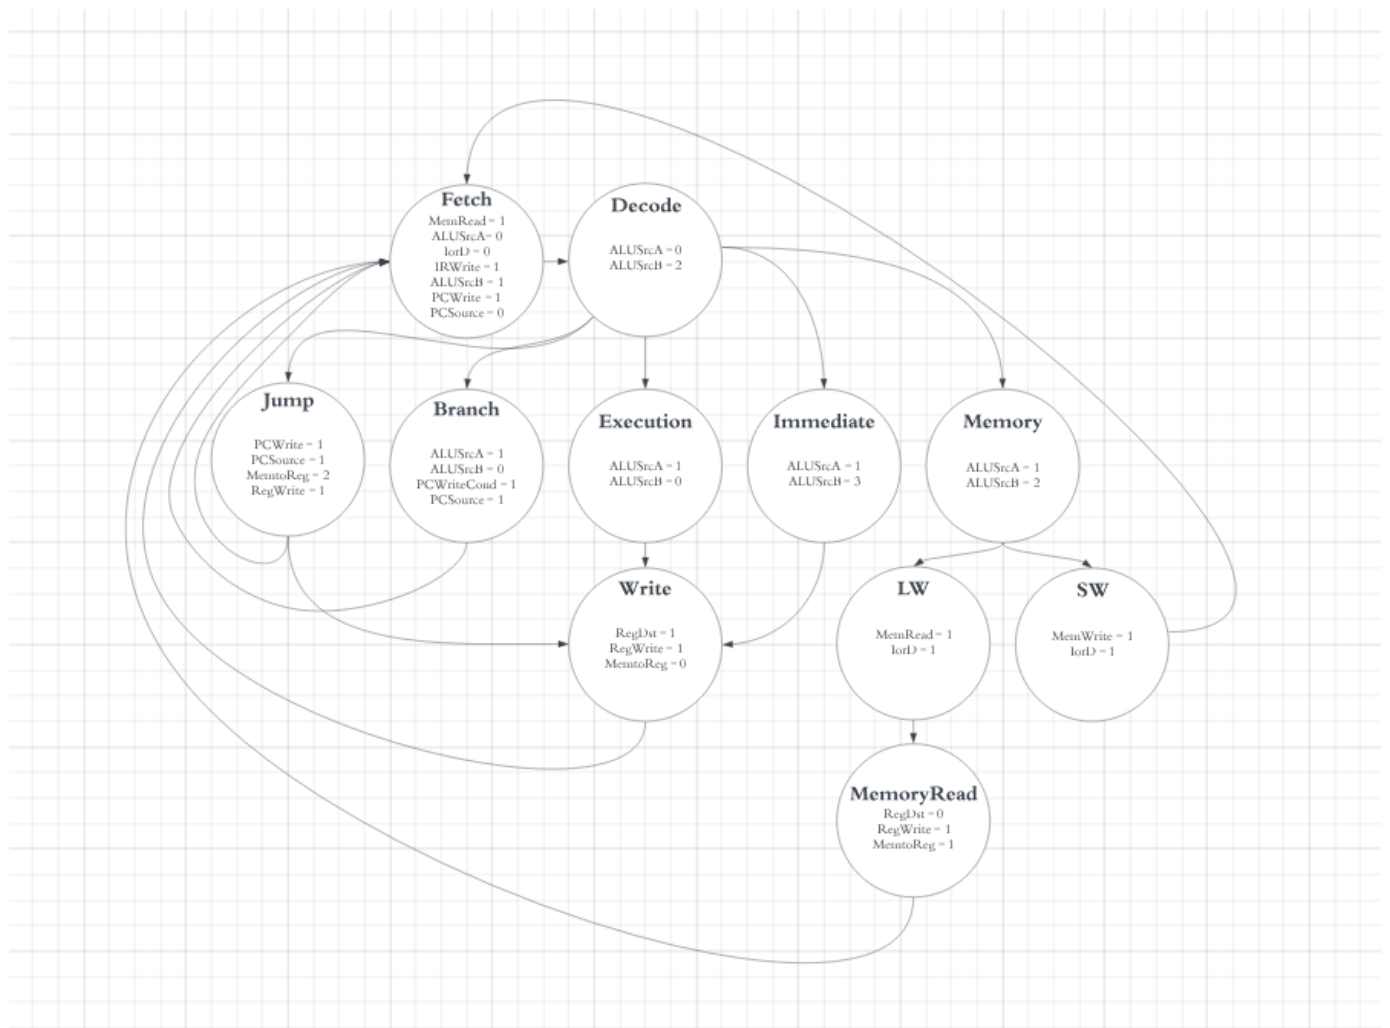 Fetch
MemRead = 1
ALUSrcA= 0
IorD = 0
IRWrite = 1
ALUSrcB = 1
PCWrite = 1
PCSource = 0
Decode
ALUSrcA = 0
ALUSrcB = 2
Jump
PCWrite = 1
PCSource = 1
MemtoReg = 2
RegWrite = 1
Branch
ALUSrcA = 1
ALUSrcB = 0
PCWriteCond = 1
PCSource = 1
Execution
ALUSrcA = 1
ALUSrcB = 0
Immediate
ALUSrcA = 1
ALUSrcB = 3
Memory
ALUSrcA = 1
ALUSrcB = 2
Write
RegDst = 1
RegWrite = 1
MemtoReg = 0
LW
MemRead = 1
IorD = 1
SW
MemWrite = 1
IorD = 1
MemoryRead
RegDst = 0
RegWrite = 1
MemtoReg = 1